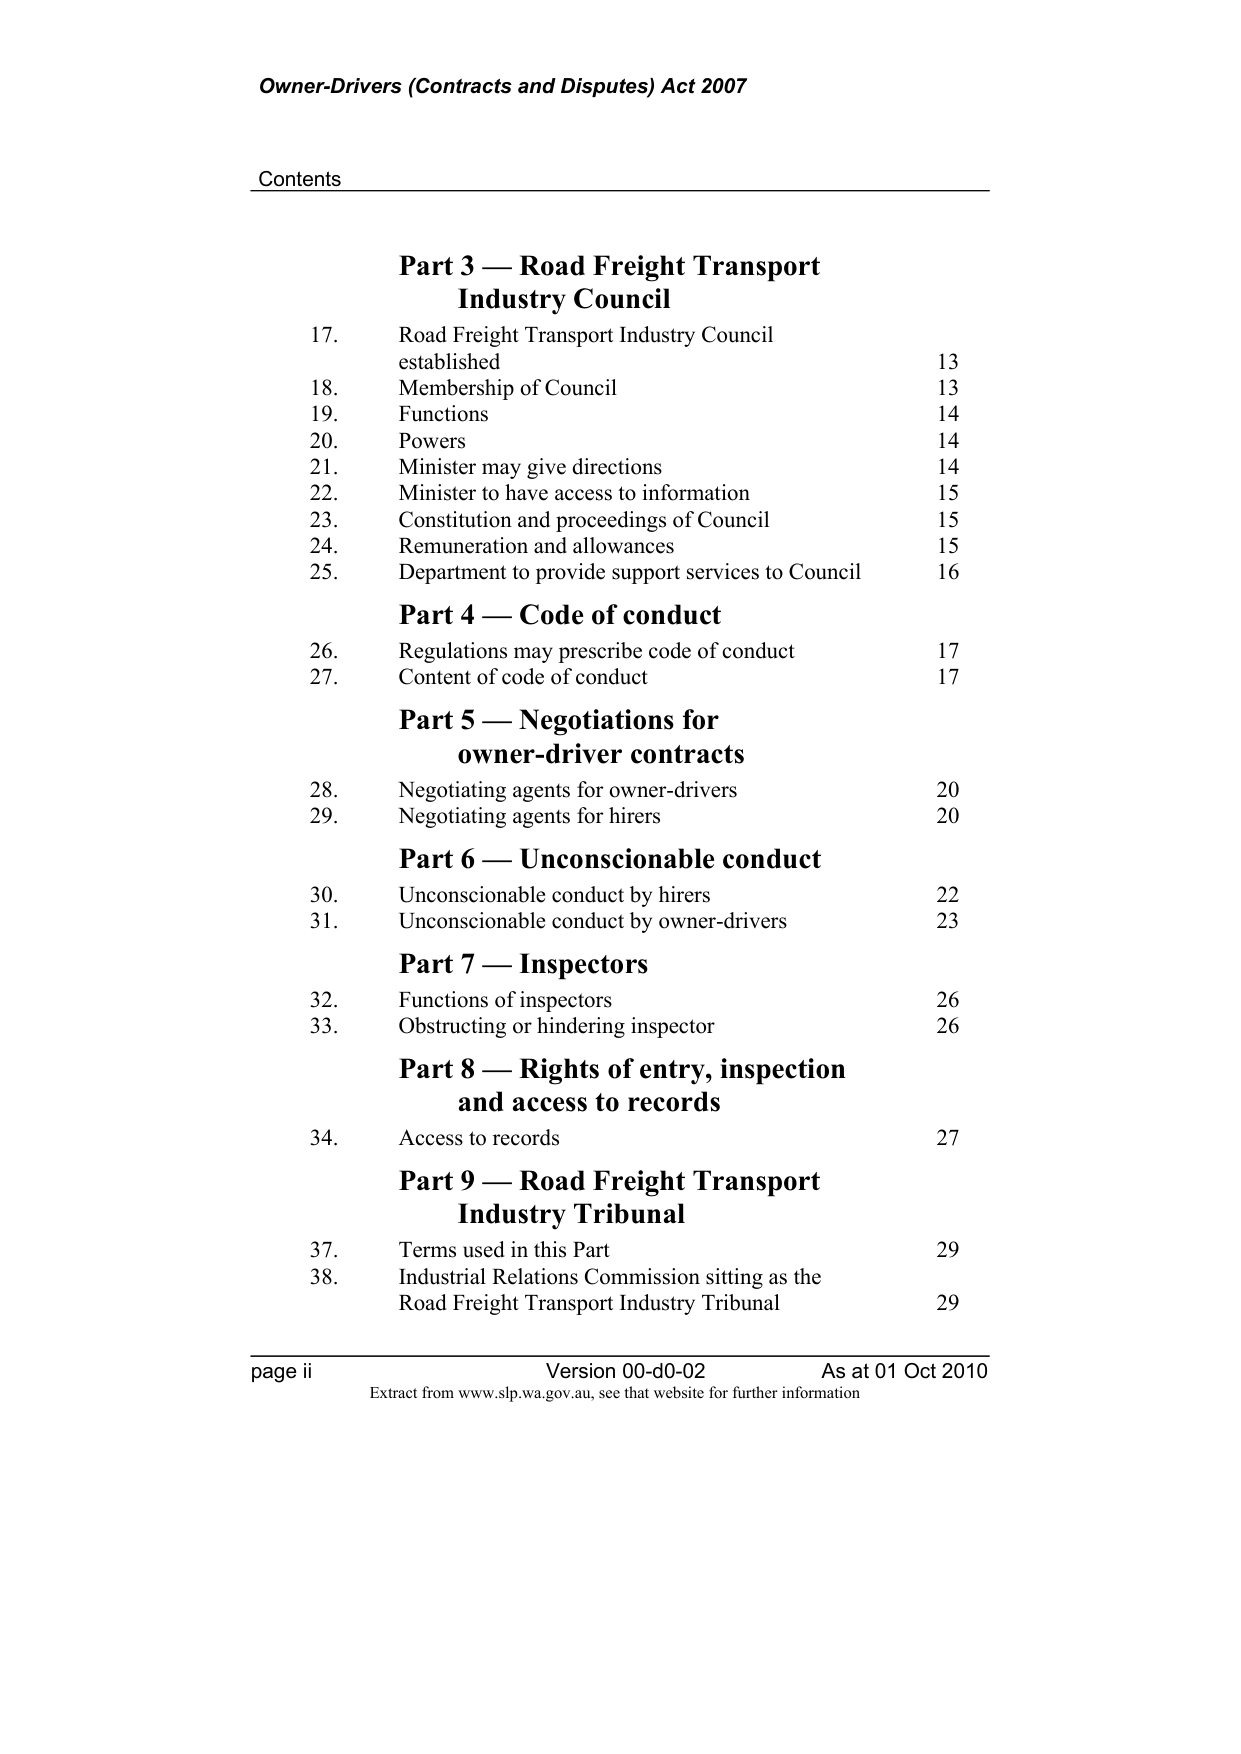 Owner-Drivers (Contracts and Disputes) Act 2007
Contents
Part 3 — Road Freight Transport
Industry Council
17. Road Freight Transport Industry Council
established 13
18. Membership of Council 13
19. Functions 14
20. Powers 14
21. Minister may give directions 14
22. Minister to have access to information 15
23. Constitution and proceedings of Council 15
24. Remuneration and allowances 15
25. Department to provide support services to Council 16
Part 4 — Code of conduct
26. Regulations may prescribe code of conduct 17
27. Content of code of conduct 17
Part 5 — Negotiations for
owner-driver contracts
28. Negotiating agents for owner-drivers 20
29. Negotiating agents for hirers 20
Part 6 — Unconscionable conduct
30. Unconscionable conduct by hirers 22
31. Unconscionable conduct by owner-drivers 23
Part 7 — Inspectors
32. Functions of inspectors 26
33. Obstructing or hindering inspector 26
Part 8 — Rights of entry, inspection
and access to records
34. Access to records 27
Part 9 — Road Freight Transport
Industry Tribunal
37. Terms used in this Part 29
38. Industrial Relations Commission sitting as the
Road Freight Transport Industry Tribunal 29
page ii Version 00-d0-02 As at 01 Oct 2010
Extract from www.slp.wa.gov.au, see that website for further information